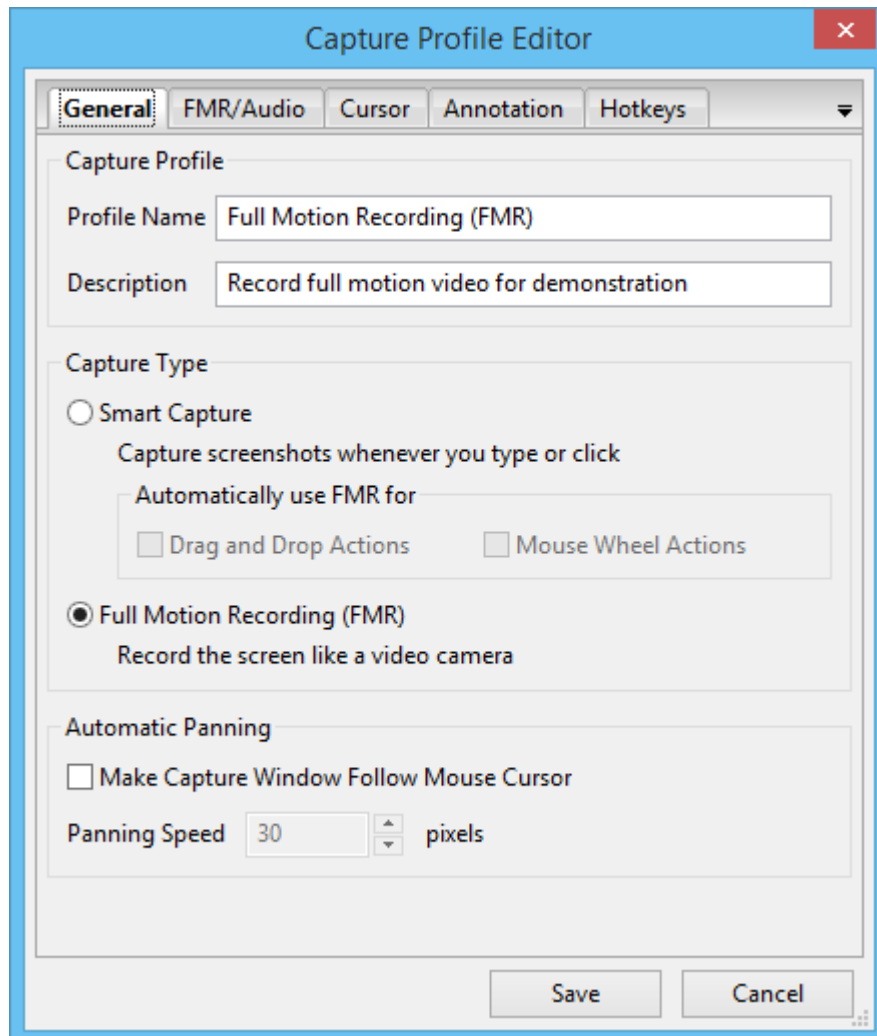 Capture Profile Editor
General FMR/Audio Cursor Annotation Hotkeys
Capture Profile
Profile Name Full Motion Recording (FMR)
Description Record full motion video for demonstration
Capture Type
Smart Capture
Capture screenshots whenever you type or click
Automatically use FMR for
Drag and Drop Actions Mouse Wheel Actions
Full Motion Recording (FMR)
Record the screen like a video camera
Automatic Panning
Make Capture Window Follow Mouse Cursor
Panning Speed 30 pixels
Save Cancel